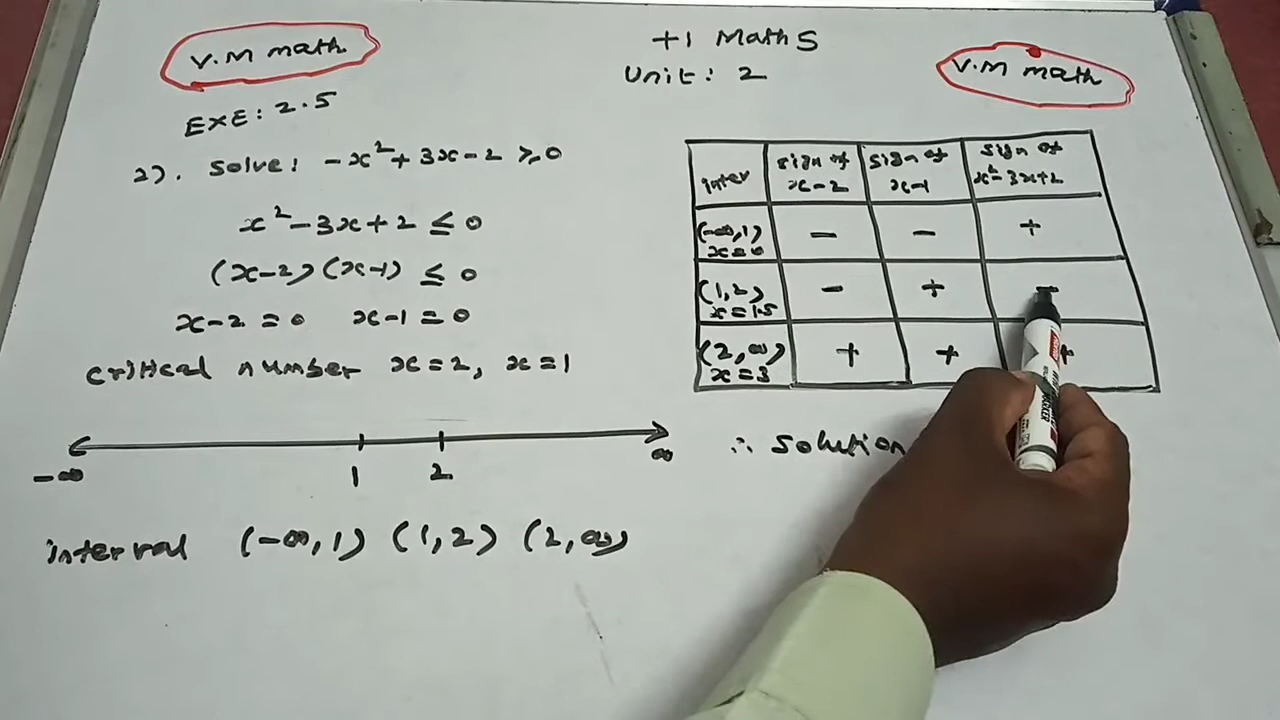 V.M math
+1 Maths
Unit: 2
V.M math
EXE: 2.5
2). Solve: -x²+3x-2 ≥ 0
x²-3x+2 ≤ 0
(x-2)(x-1) ≤ 0
x-2=0 x-1=0
critical number x=2, x=1
-∞ 1 2 ∞
interval (-∞,1) (1,2) (2,∞)
inter sign of x-2 sign of x-1 sign of x²-3x+2
(-∞,1) x=0 - - +
(1,2) x=1.5 - + -
(2,∞) x=3 + + +
∴ Solution